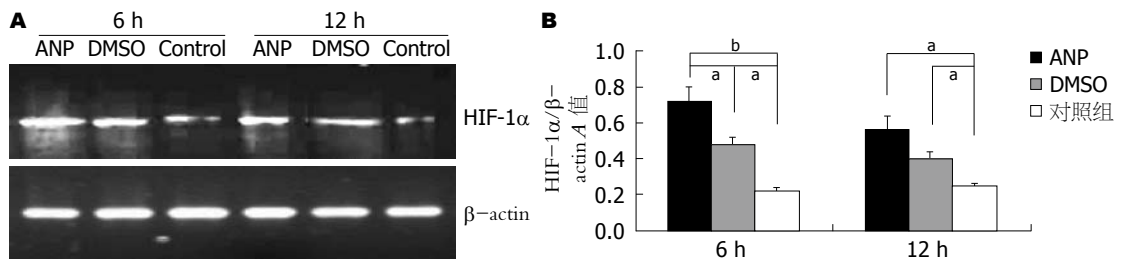 A
6 h
12 h
ANP DMSO Control ANP DMSO Control
HIF-1α
β-actin
B
HIF-1α/β-
actin A 值
1.0
0.8
0.6
0.4
0.2
0.0
b
a a
a
a
6 h
12 h
ANP
DMSO
对照组